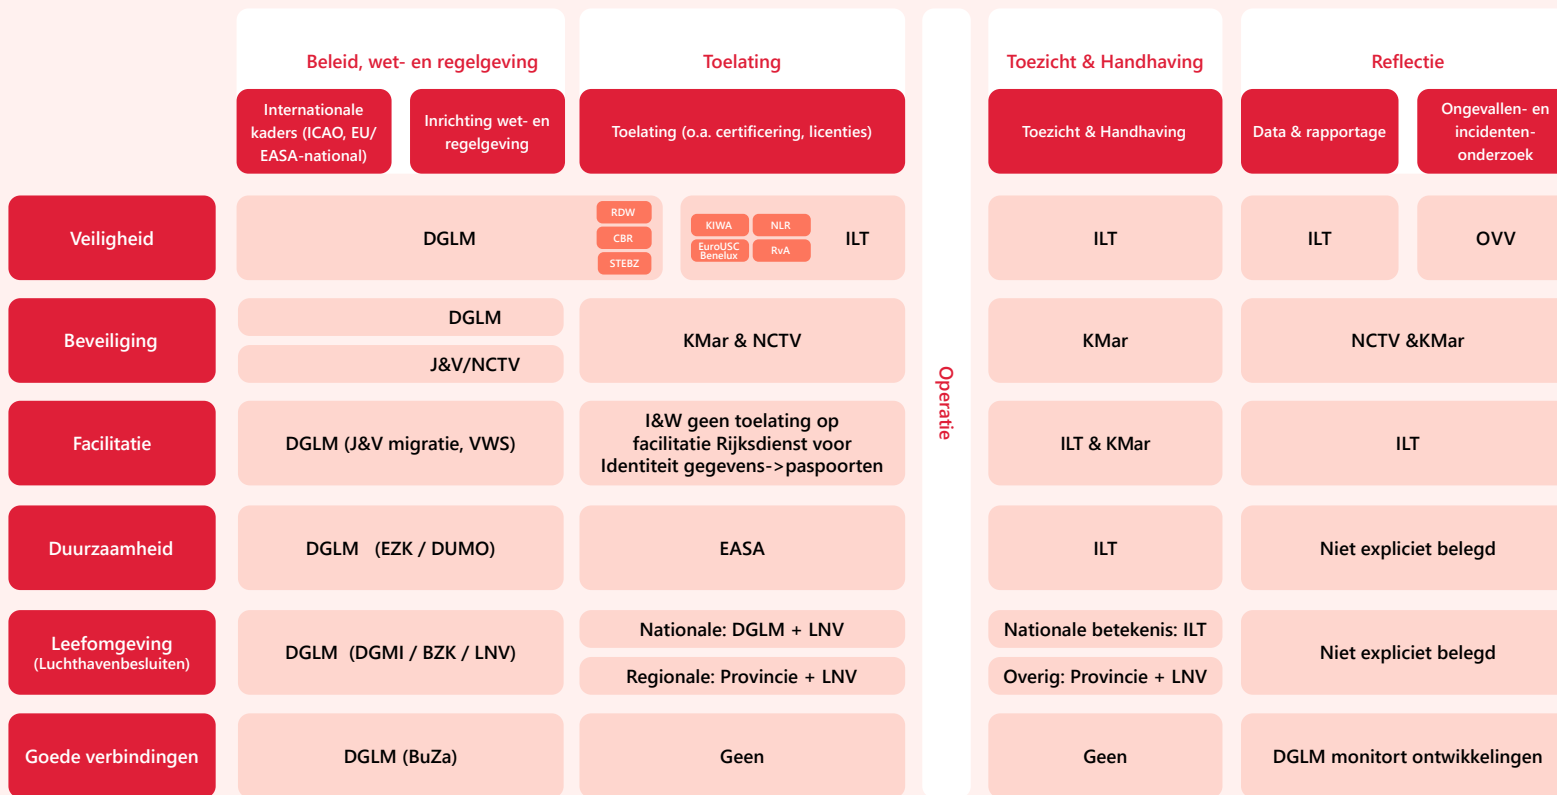 Beleid, wet- en regelgeving
Toelating
Toezicht & Handhaving
Reflectie
Internationale
kaders (ICAO, EU/
EASA-national)
Inrichting wet- en
regelgeving
Toelating (o.a. certificering, licenties)
Toezicht & Handhaving
Data & rapportage
Ongevallen- en
incidenten-
onderzoek
Operatie
Veiligheid
DGLM
RDW
CBR
STEBZ
KIWA
NLR
EuroUSC
Benelux
RvA
ILT
ILT
ILT
OVV
Beveiliging
DGLM
J&V/NCTV
KMar & NCTV
KMar
NCTV &KMar
Facilitatie
DGLM (J&V migratie, VWS)
I&W geen toelating op
facilitatie Rijksdienst voor
Identiteit gegevens->paspoorten
ILT & KMar
ILT
Duurzaamheid
DGLM (EZK / DUMO)
EASA
ILT
Niet expliciet belegd
Leefomgeving
(Luchthavenbesluiten)
DGLM (DGMI / BZK / LNV)
Nationale: DGLM + LNV
Regionale: Provincie + LNV
Nationale betekenis: ILT
Overig: Provincie + LNV
Niet expliciet belegd
Goede verbindingen
DGLM (BuZa)
Geen
Geen
DGLM monitort ontwikkelingen